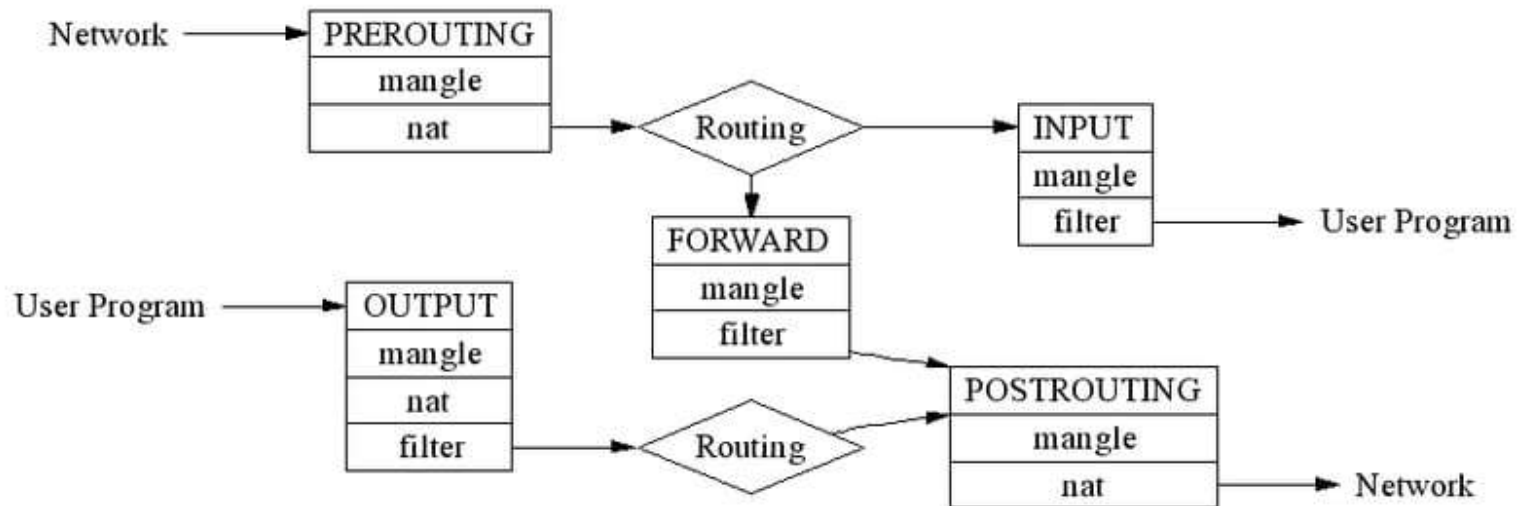 Network
PREROUTING
mangle
nat
Routing
INPUT
mangle
filter
User Program
FORWARD
mangle
filter
User Program
OUTPUT
mangle
nat
filter
Routing
POSTROUTING
mangle
nat
Network